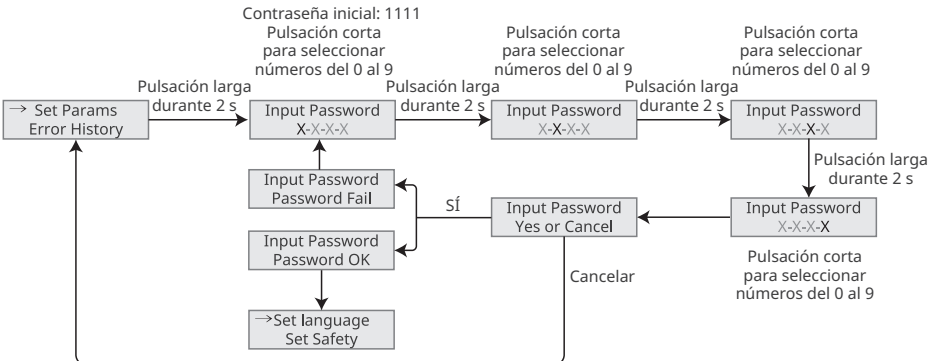 Contraseña inicial: 1111
Pulsación corta
para seleccionar
números del 0 al 9
Pulsación corta
para seleccionar
números del 0 al 9
Pulsación corta
para seleccionar
números del 0 al 9
Pulsación larga
durante 2 s
Pulsación larga
durante 2 s
Pulsación larga
durante 2 s
→ Set Params
Error History
Input Password
X-X-X-X
Input Password
X-X-X-X
Input Password
X-X-X-X
Pulsación larga
durante 2 s
Input Password
Password Fail
SÍ
Input Password
Yes or Cancel
Input Password
X-X-X-X
Input Password
Password OK
Cancelar
Pulsación corta
para seleccionar
números del 0 al 9
→Set language
Set Safety